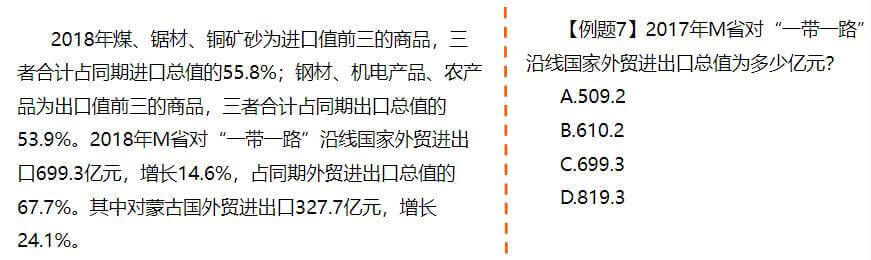 2018年煤、锯材、铜矿砂为进口值前三的商品，三
者合计占同期进口总值的55.8%；钢材、机电产品、农产
品为出口值前三的商品，三者合计占同期出口总值的
53.9%。2018年M省对“一带一路”沿线国家外贸进出
口699.3亿元，增长14.6%，占同期外贸进出口总值的
67.7%。其中对蒙古国外贸进出口327.7亿元，增长
24.1%。
【例题7】2017年M省对“一带一路”
沿线国家外贸进出口总值为多少亿元？
A.509.2
B.610.2
C.699.3
D.819.3